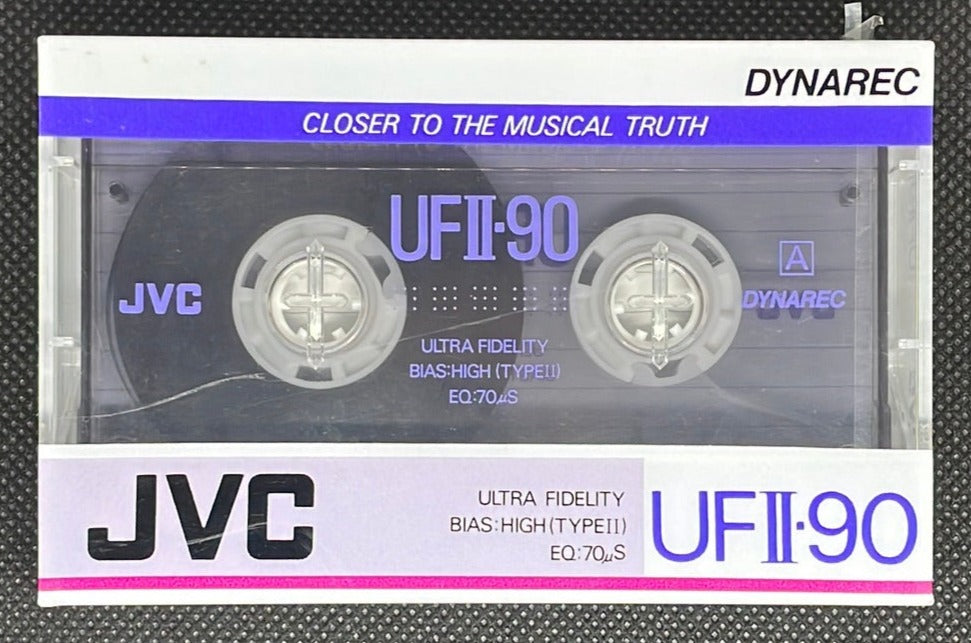 DYNAREC
CLOSER TO THE MUSICAL TRUTH
UFII·90
A
JVC
DYNAREC
JVC
ULTRA FIDELITY
BIAS:HIGH (TYPEII)
EQ:70μS
JVC
ULTRA FIDELITY
BIAS:HIGH (TYPEII)
EQ:70μS
UFII·90